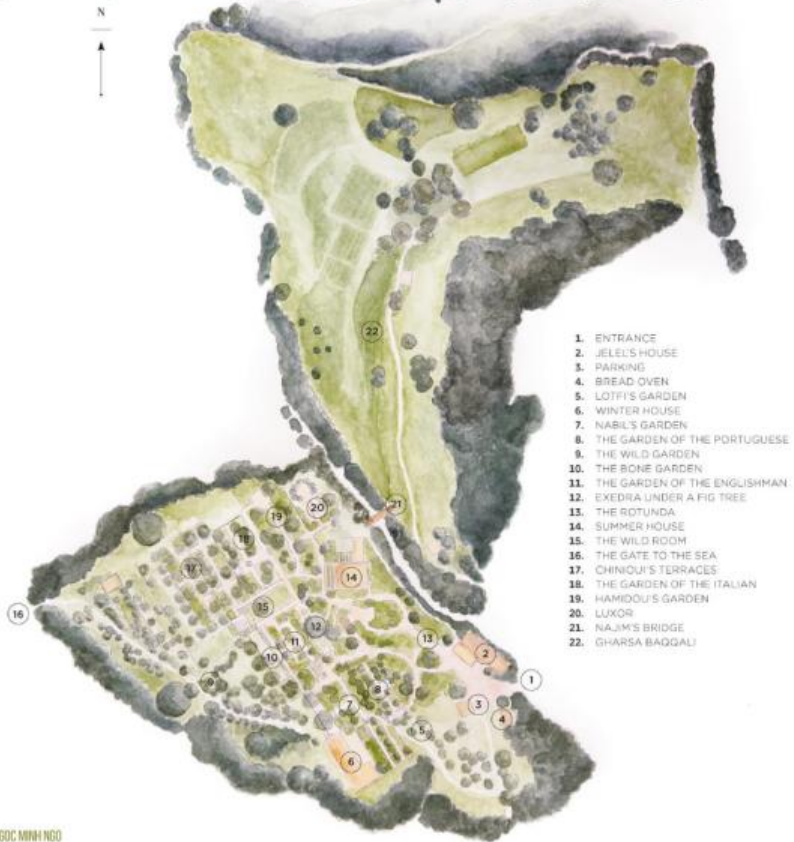 N
1. ENTRANCE
2. JELEL'S HOUSE
3. PARKING
4. BREAD OVEN
5. LOTFI'S GARDEN
6. WINTER HOUSE
7. NABIL'S GARDEN
8. THE GARDEN OF THE PORTUGUESE
9. THE WILD GARDEN
10. THE BONE GARDEN
11. THE GARDEN OF THE ENGLISHMAN
12. EXEDRA UNDER A FIG TREE
13. THE ROTUNDA
14. SUMMER HOUSE
15. THE WILD ROOM
16. THE GATE TO THE SEA
17. CHINIOUI'S TERRACES
18. THE GARDEN OF THE ITALIAN
19. HAMIDOU'S GARDEN
20. LUXOR
21. NAJIM'S BRIDGE
22. GHARSA BAQQALI
22
21
20
19
18
17
14
15
16
12
13
11
10
2
1
9
8
7
3
4
5
6
GOC MINH NGO